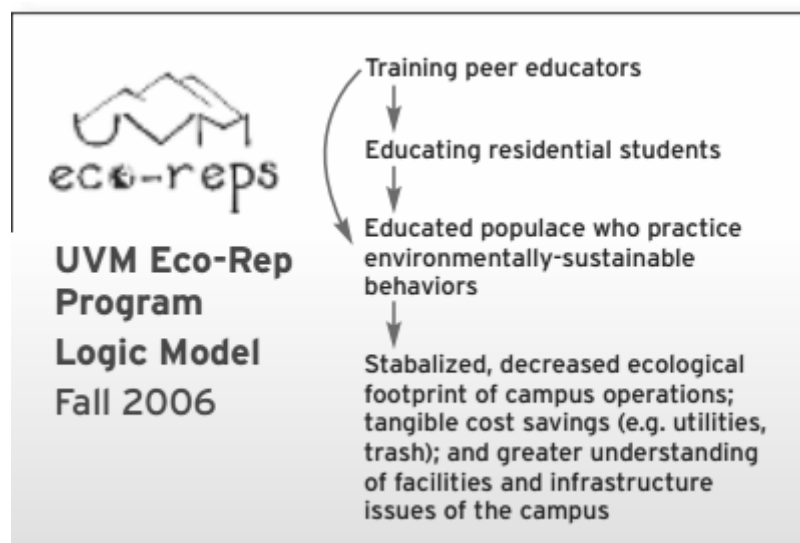 UVM
eco-reps
UVM Eco-Rep
Program
Logic Model
Fall 2006
Training peer educators
Educating residential students
Educated populace who practice
environmentally-sustainable
behaviors
Stabalized, decreased ecological
footprint of campus operations;
tangible cost savings (e.g. utilities,
trash); and greater understanding
of facilities and infrastructure
issues of the campus